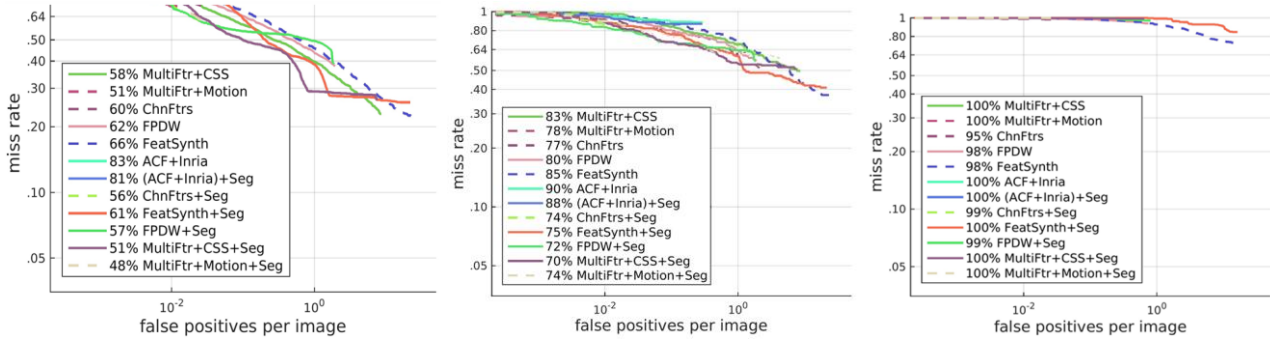 .64
.50
.40
.30
.20
.10
.05
miss rate
58% MultiFtr+CSS
51% MultiFtr+Motion
60% ChnFtrs
62% FPDW
66% FeatSynth
83% ACF+Inria
81% (ACF+Inria)+Seg
56% ChnFtrs+Seg
61% FeatSynth+Seg
57% FPDW+Seg
51% MultiFtr+CSS+Seg
48% MultiFtr+Motion+Seg
10-2 100
false positives per image
1
.80
.64
.50
.30
.20
.10
.05
miss rate
83% MultiFtr+CSS
78% MultiFtr+Motion
77% ChnFtrs
80% FPDW
85% FeatSynth
90% ACF+Inria
88% (ACF+Inria)+Seg
74% ChnFtrs+Seg
75% FeatSynth+Seg
72% FPDW+Seg
70% MultiFtr+CSS+Seg
74% MultiFtr+Motion+Seg
10-2 100
false positives per image
1
.80
.64
.50
.40
.30
.20
.10
.05
miss rate
100% MultiFtr+CSS
100% MultiFtr+Motion
95% ChnFtrs
98% FPDW
98% FeatSynth
100% ACF+Inria
100% (ACF+Inria)+Seg
99% ChnFtrs+Seg
100% FeatSynth+Seg
99% FPDW+Seg
100% MultiFtr+CSS+Seg
100% MultiFtr+Motion+Seg
10-2 100
false positives per image